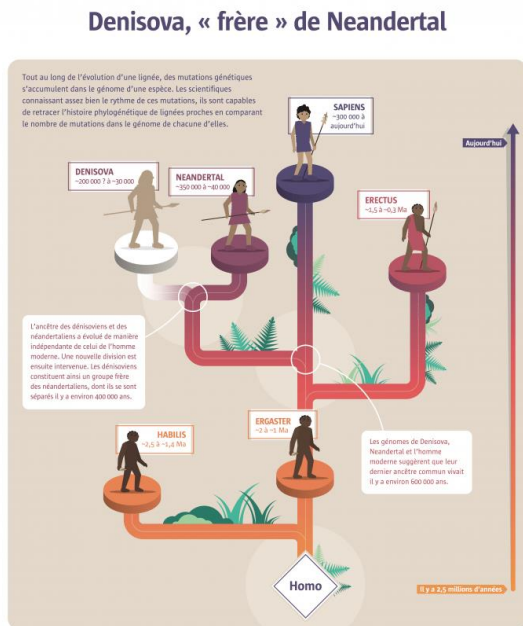 Denisova, « frère » de Neandertal
Tout au long de l'évolution d'une lignée, des mutations génétiques
s'accumulent dans le génome d'une espèce. Les scientifiques
connaissant assez bien le rythme de ces mutations, ils sont capables
de retracer l'histoire phylogénétique de lignées proches en comparant
le nombre de mutations dans le génome de chacune d'elles.
SAPIENS
~300 000 à
aujourd'hui
Aujourd'hui
DENISOVA
~200 000 ? à ~30 000
NEANDERTAL
~350 000 à ~40 000
ERECTUS
~1,5 à ~0,3 Ma
L'ancêtre des dénisoviens et des
néandertaliens a évolué de manière
indépendante de celui de l'homme
moderne. Une nouvelle division est
ensuite intervenue. Les dénisoviens
constituent ainsi un groupe frère
des néandertaliens, dont ils se sont
séparés il y a environ 400 000 ans.
HABILIS
~2,5 à ~1,4 Ma
ERGASTER
~2 à ~1 Ma
Les génomes de Denisova,
Neandertal et l'homme
moderne suggèrent que leur
dernier ancêtre commun vivait
il y a environ 600 000 ans.
Homo
Il y a 2,5 millions d'années